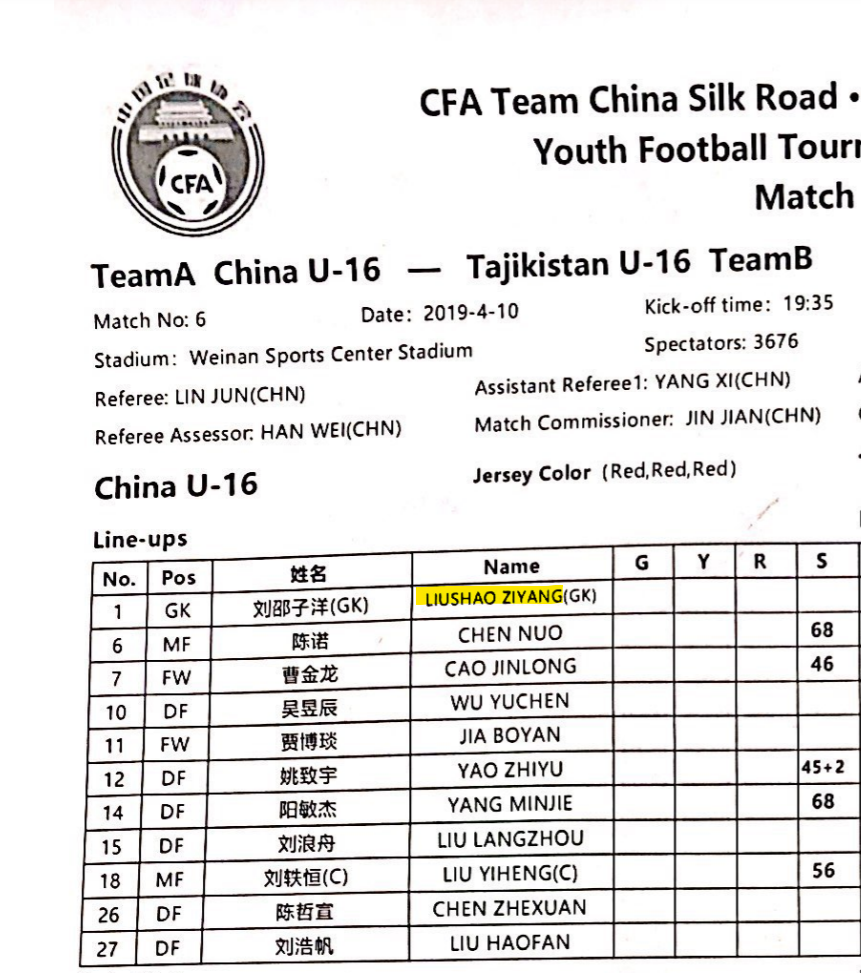 中国足球协会
CFA
CFA Team China Silk Road •
Youth Football Tourn
Match
TeamA China U-16 — Tajikistan U-16 TeamB
Match No: 6 Date: 2019-4-10 Kick-off time: 19:35
Stadium: Weinan Sports Center Stadium Spectators: 3676
Referee: LIN JUN(CHN) Assistant Referee1: YANG XI(CHN)
Referee Assessor: HAN WEI(CHN) Match Commissioner: JIN JIAN(CHN)
China U-16 Jersey Color (Red,Red,Red)
Line-ups
No. Pos 姓名 Name G Y R S
1 GK 刘邵子洋(GK) LIUSHAO ZIYANG(GK)
6 MF 陈诺 CHEN NUO 68
7 FW 曹金龙 CAO JINLONG 46
10 DF 吴昱辰 WU YUCHEN
11 FW 贾博琰 JIA BOYAN
12 DF 姚致宇 YAO ZHIYU 45+2
14 DF 阳敏杰 YANG MINJIE 68
15 DF 刘浪舟 LIU LANGZHOU
18 MF 刘轶恒(C) LIU YIHENG(C) 56
26 DF 陈哲宣 CHEN ZHEXUAN
27 DF 刘浩帆 LIU HAOFAN